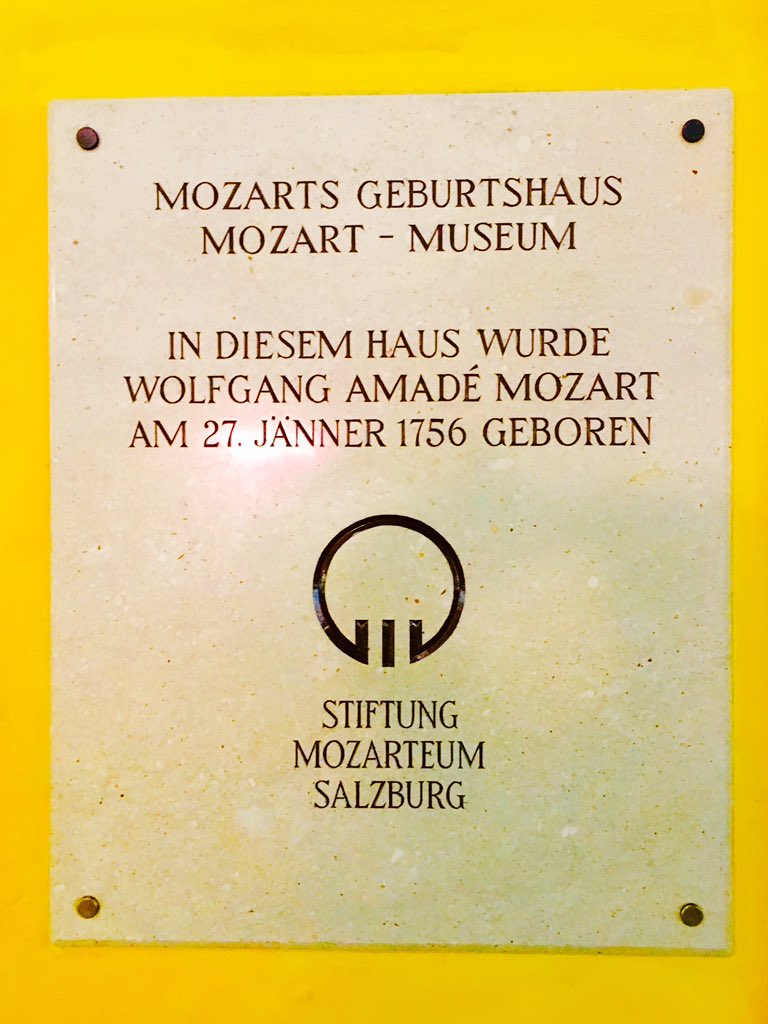 MOZARTS GEBURTSHAUS
MOZART - MUSEUM
IN DIESEM HAUS WURDE
WOLFGANG AMADÉ MOZART
AM 27. JÄNNER 1756 GEBOREN
STIFTUNG
MOZARTEUM
SALZBURG